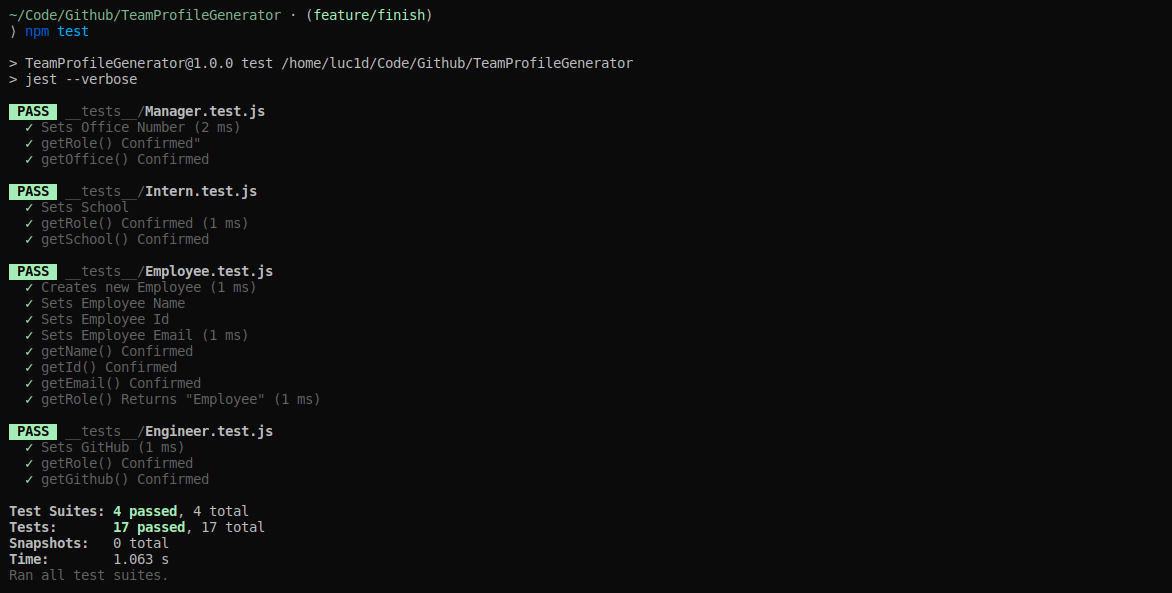 ~/Code/Github/TeamProfileGenerator · (feature/finish)
⟩ npm test
> TeamProfileGenerator@1.0.0 test /home/luc1d/Code/Github/TeamProfileGenerator
> jest --verbose
PASS __tests__/Manager.test.js
✓ Sets Office Number (2 ms)
✓ getRole() Confirmed"
✓ getOffice() Confirmed
PASS __tests__/Intern.test.js
✓ Sets School
✓ getRole() Confirmed (1 ms)
✓ getSchool() Confirmed
PASS __tests__/Employee.test.js
✓ Creates new Employee (1 ms)
✓ Sets Employee Name
✓ Sets Employee Id
✓ Sets Employee Email (1 ms)
✓ getName() Confirmed
✓ getId() Confirmed
✓ getEmail() Confirmed
✓ getRole() Returns "Employee" (1 ms)
PASS __tests__/Engineer.test.js
✓ Sets GitHub (1 ms)
✓ getRole() Confirmed
✓ getGithub() Confirmed
Test Suites: 4 passed, 4 total
Tests: 17 passed, 17 total
Snapshots: 0 total
Time: 1.063 s
Ran all test suites.